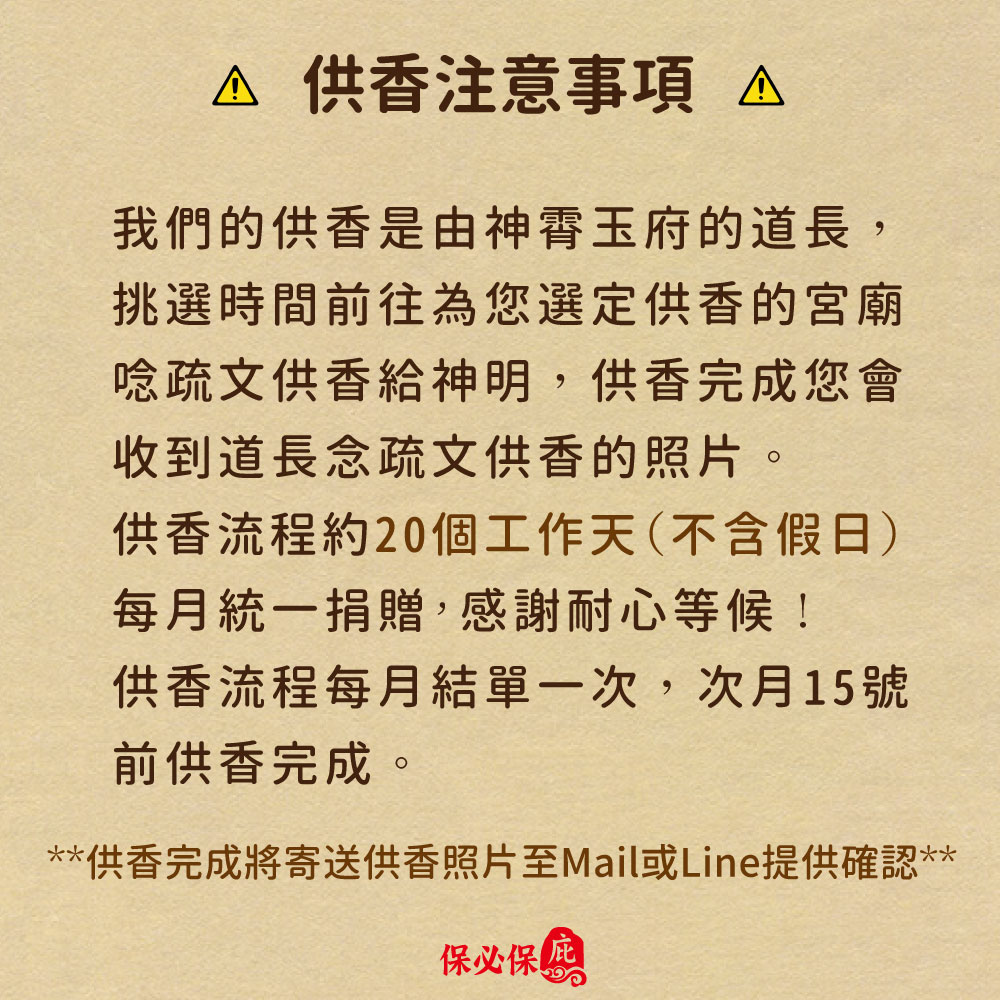 供香注意事項
我們的供香是由神霄玉府的道長，
挑選時間前往為您選定供香的宮廟
唸疏文供香給神明，供香完成您會
收到道長念疏文供香的照片。
供香流程約20個工作天(不含假日)
每月統一捐贈，感謝耐心等候！
供香流程每月結單一次，次月15號
前供香完成。
**供香完成將寄送供香照片至Mail或Line提供確認**
保必保庇